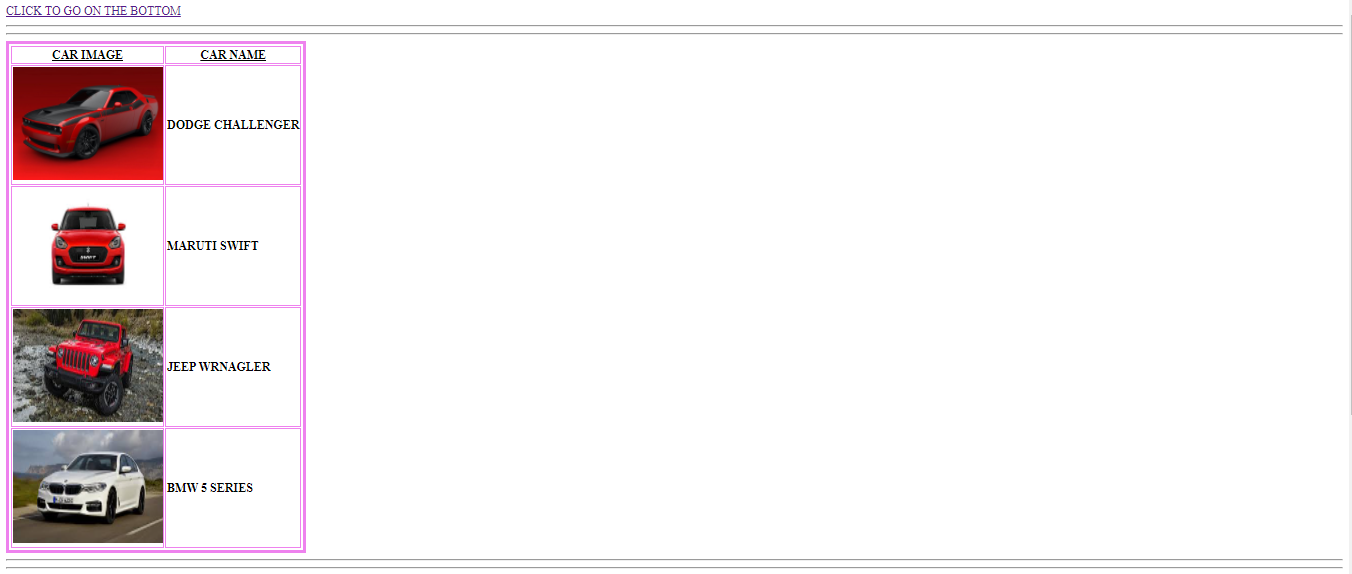 CLICK TO GO ON THE BOTTOM
CAR IMAGE CAR NAME
DODGE CHALLENGER
SWIFT
MARUTI SWIFT
JEEP WRNAGLER
BMW 5 SERIES